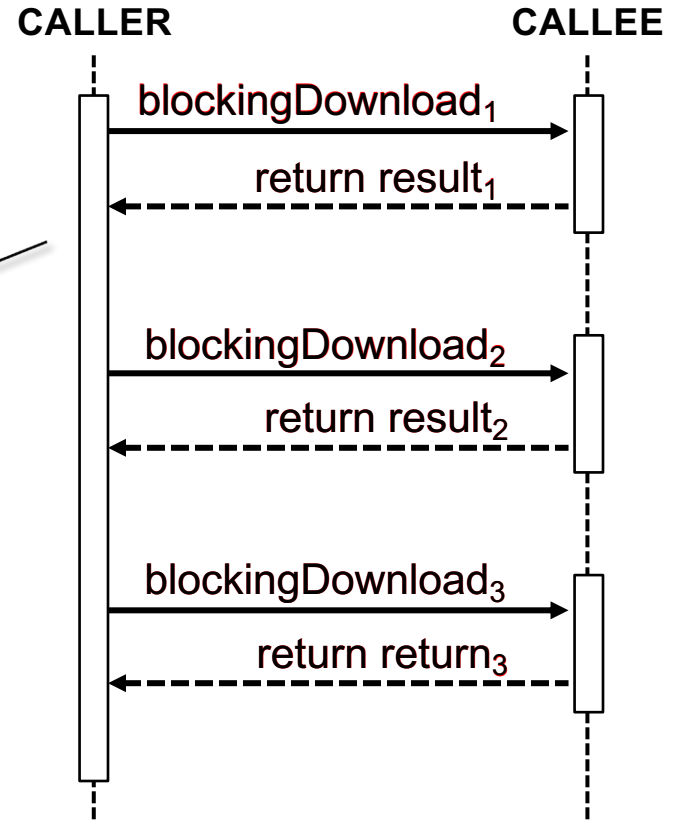 CALLER CALLEE
blockingDownload₁
return result₁
blockingDownload₂
return result₂
blockingDownload₃
return return₃